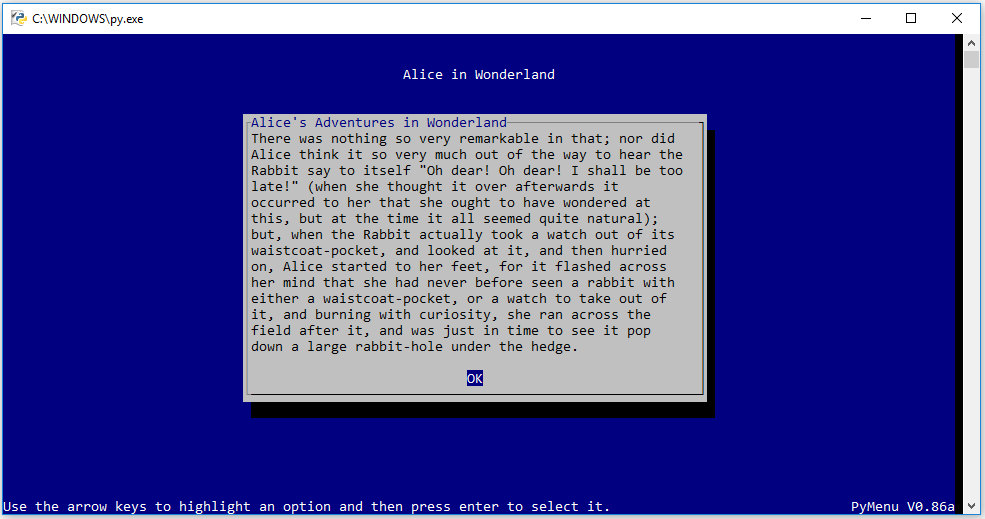 C:\WINDOWS\py.exe
Alice in Wonderland
Alice's Adventures in Wonderland
There was nothing so very remarkable in that; nor did
Alice think it so very much out of the way to hear the
Rabbit say to itself "Oh dear! Oh dear! I shall be too
late!" (when she thought it over afterwards it
occurred to her that she ought to have wondered at
this, but at the time it all seemed quite natural);
but, when the Rabbit actually took a watch out of its
waistcoat-pocket, and looked at it, and then hurried
on, Alice started to her feet, for it flashed across
her mind that she had never before seen a rabbit with
either a waistcoat-pocket, or a watch to take out of
it, and burning with curiosity, she ran across the
field after it, and was just in time to see it pop
down a large rabbit-hole under the hedge.
OK
Use the arrow keys to highlight an option and then press enter to select it. PyMenu V0.86a